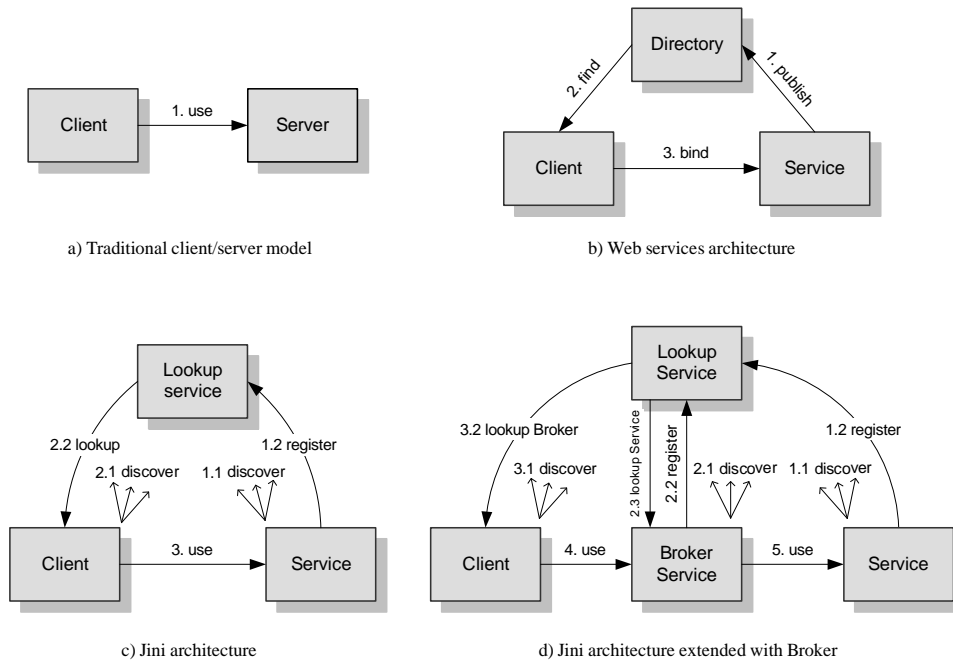 Client
1. use
Server
a) Traditional client/server model
Directory
2. find
1. publish
Client
3. bind
Service
b) Web services architecture
Lookup
service
2.2 lookup
1.2 register
2.1 discover
1.1 discover
Client
3. use
Service
c) Jini architecture
Lookup
Service
3.2 lookup Broker
2.3 lookup Service
2.2 register
1.2 register
3.1 discover
2.1 discover
1.1 discover
Client
4. use
Broker
Service
5. use
Service
d) Jini architecture extended with Broker